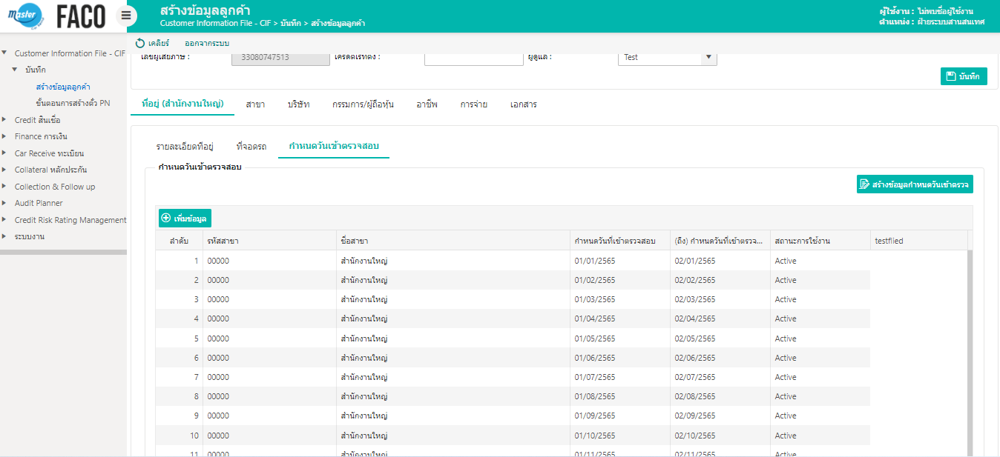 Master FACO
สร้างข้อมูลลูกค้า
Customer Information File - CIF > บันทึก > สร้างข้อมูลลูกค้า
ผู้ใช้งาน : ไม่พบชื่อผู้ใช้งาน
ตำแหน่ง : ฝ่ายระบบสานสนเทศ
เคลียร์ ออกจากระบบ
Customer Information File - CIF
บันทึก
สร้างข้อมูลลูกค้า
ขั้นตอนการสร้างตั๋ว PN
Credit สินเชื่อ
Finance การเงิน
Car Receive ทะเบียน
Collateral หลักประกัน
Collection & Follow up
Audit Planner
Credit Risk Rating Management
ระบบงาน
เลขผู้เสียภาษี : 33080747513 เครดิตเรทติ้ง : ผู้ดูแล : Test
บันทึก
ที่อยู่ (สำนักงานใหญ่) สาขา บริษัท กรรมการ/ผู้ถือหุ้น อาชีพ การจ่าย เอกสาร
รายละเอียดที่อยู่ ที่จอดรถ กำหนดวันเข้าตรวจสอบ
กำหนดวันเข้าตรวจสอบ
สร้างข้อมูลกำหนดวันเข้าตรวจ
เพิ่มข้อมูล
ลำดับ รหัสสาขา ชื่อสาขา กำหนดวันที่เข้าตรวจสอบ (ถึง) กำหนดวันที่เข้าตรวจ... สถานะการใช้งาน testflied
1 00000 สำนักงานใหญ่ 01/01/2565 02/01/2565 Active
2 00000 สำนักงานใหญ่ 01/02/2565 02/02/2565 Active
3 00000 สำนักงานใหญ่ 01/03/2565 02/03/2565 Active
4 00000 สำนักงานใหญ่ 01/04/2565 02/04/2565 Active
5 00000 สำนักงานใหญ่ 01/05/2565 02/05/2565 Active
6 00000 สำนักงานใหญ่ 01/06/2565 02/06/2565 Active
7 00000 สำนักงานใหญ่ 01/07/2565 02/07/2565 Active
8 00000 สำนักงานใหญ่ 01/08/2565 02/08/2565 Active
9 00000 สำนักงานใหญ่ 01/09/2565 02/09/2565 Active
10 00000 สำนักงานใหญ่ 01/10/2565 02/10/2565 Active
11 00000 สำนักงานใหญ่ 01/11/2565 02/11/2565 Active